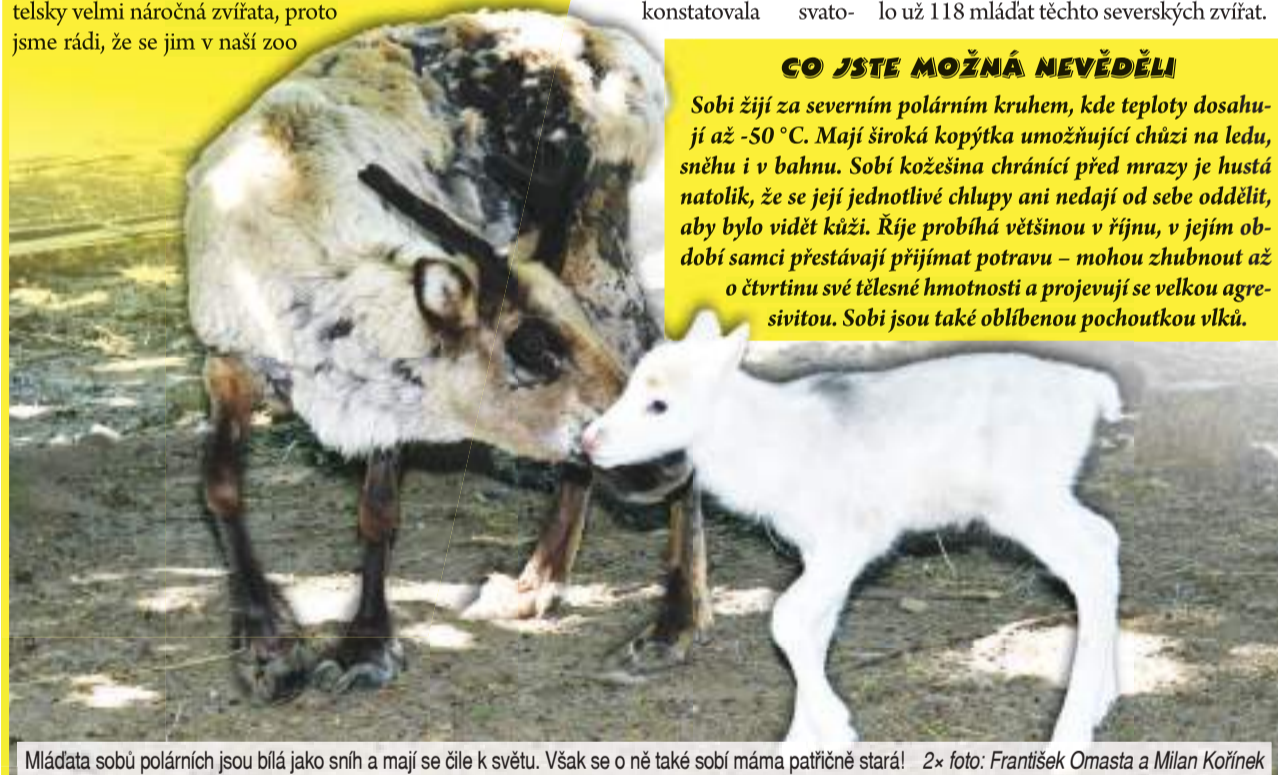 telsky velmi náročná zvířata, proto
jsme rádi, že se jim v naší zoo
konstatovala svato-
lo už 118 mláďat těchto severských zvířat.
CO JSTE MOŽNÁ NEVĚDĚLI
Sobi žijí za severním polárním kruhem, kde teploty dosahu-
jí až -50 °C. Mají široká kopýtka umožňující chůzi na ledu,
sněhu i v bahnu. Sobí kožešina chránící před mrazy je hustá
natolik, že se její jednotlivé chlupy ani nedají od sebe oddělit,
aby bylo vidět kůži. Říje probíhá většinou v říjnu, v jejím ob-
dobí samci přestávají přijímat potravu – mohou zhubnout až
o čtvrtinu své tělesné hmotnosti a projevují se velkou agre-
sivitou. Sobi jsou také oblíbenou pochoutkou vlků.
Mláďata sobů polárních jsou bílá jako sníh a mají se čile k světu. Však se o ně také sobí máma patřičně stará! 2× foto: František Omasta a Milan Kořínek